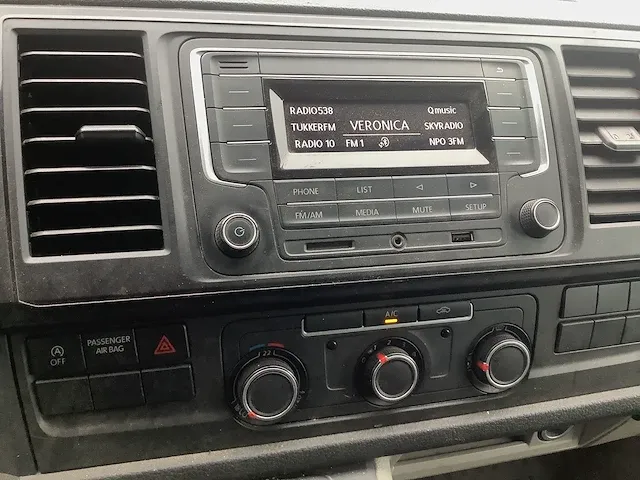 RADIO538 Qmusic
TUKKERFM VERONICA SKYRADIO
RADIO 10 FM 1 NPO 3FM
PHONE LIST
FM/AM MEDIA MUTE SETUP
A/C
OFF
PASSENGER
AIR BAG
22